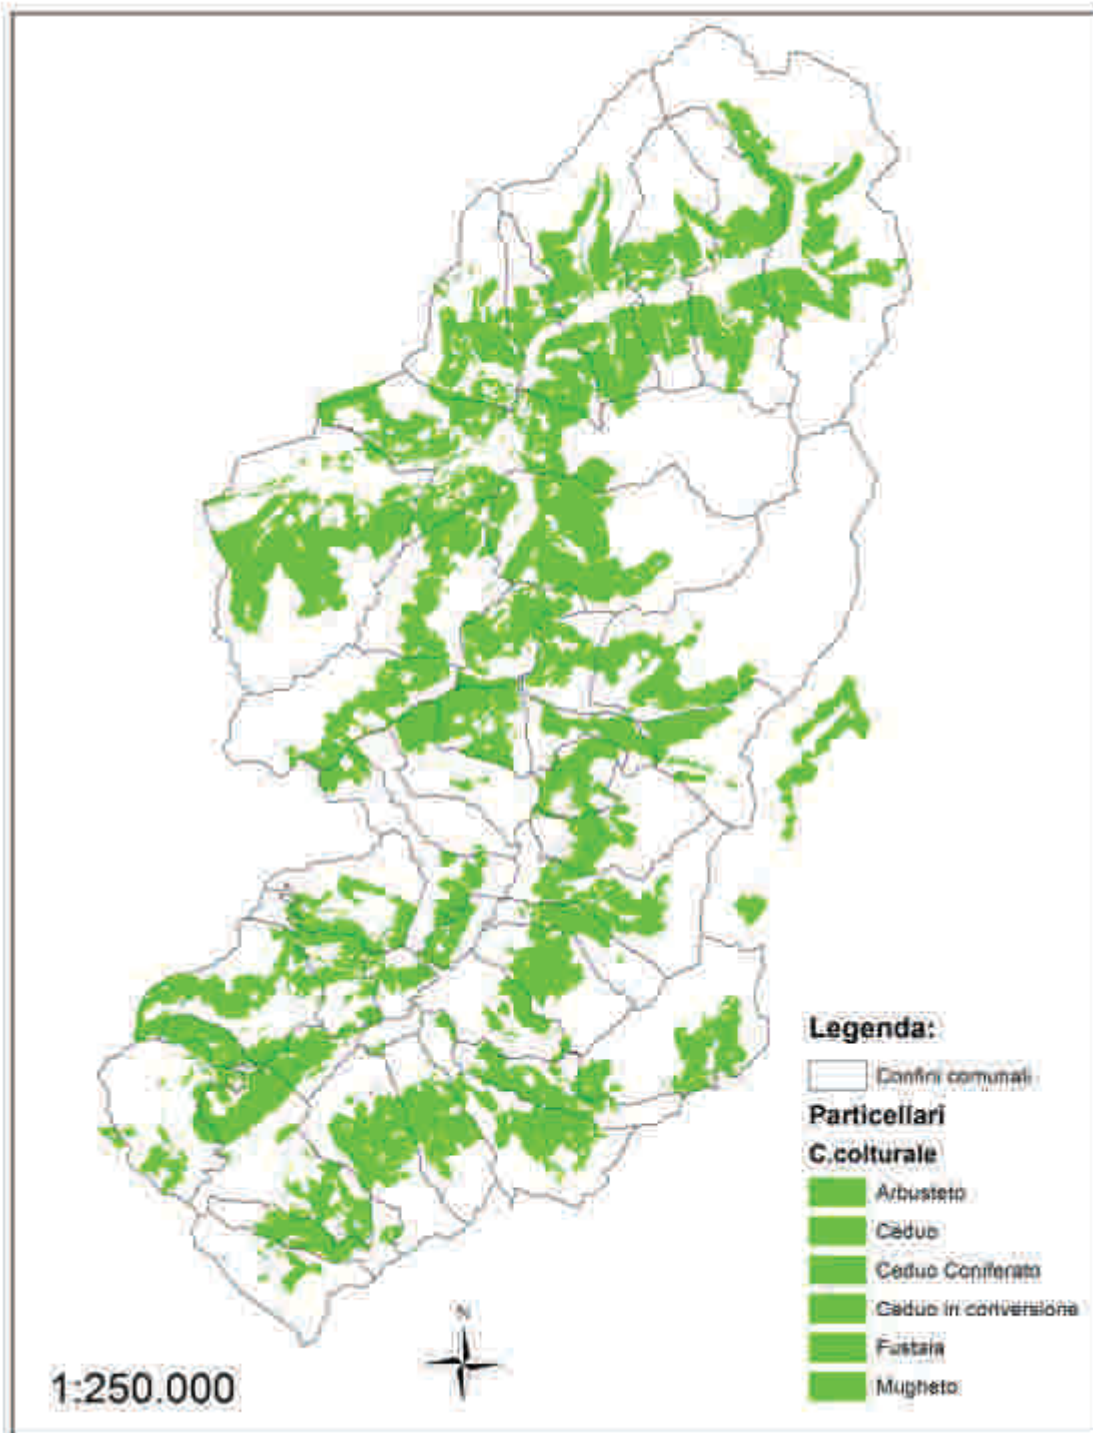 Legenda:
Confini comunali
Particellari
C.colturale
Arbusteto
Ceduo
Ceduo Coniferato
Ceduo in conversione
Fustaia
Mugheto
N
1:250.000